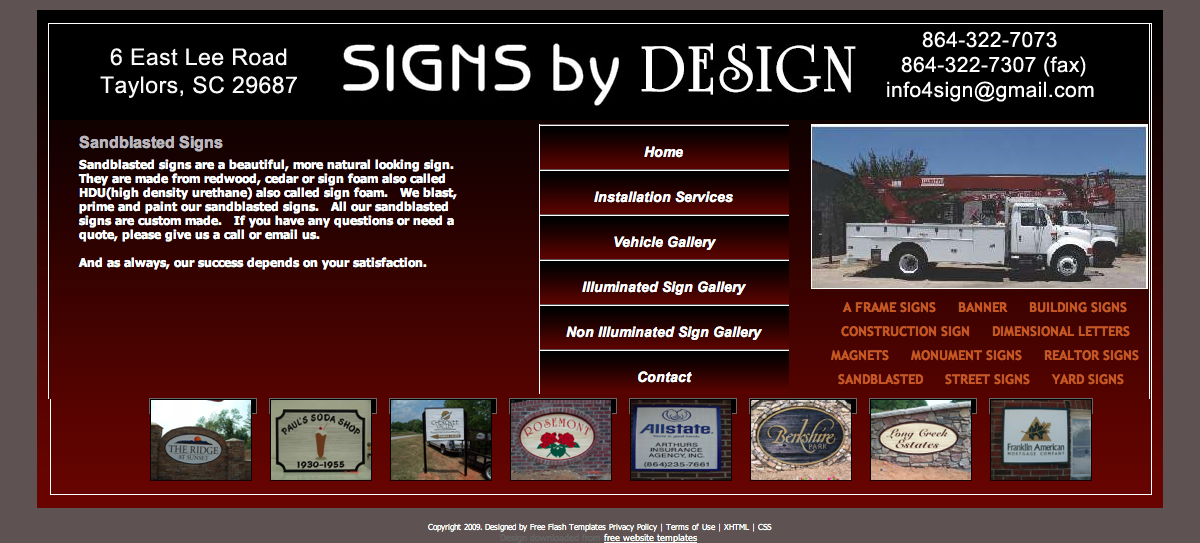 6 East Lee Road
Taylors, SC 29687
SIGNS by DESIGN
864-322-7073
864-322-7307 (fax)
info4sign@gmail.com
Sandblasted Signs
Sandblasted signs are a beautiful, more natural looking sign.
They are made from redwood, cedar or sign foam also called
HDU(high density urethane) also called sign foam. We blast,
prime and paint our sandblasted signs. All our sandblasted
signs are custom made. If you have any questions or need a
quote, please give us a call or email us.
And as always, our success depends on your satisfaction.
Home
Installation Services
Vehicle Gallery
Illuminated Sign Gallery
Non Illuminated Sign Gallery
Contact
A FRAME SIGNS BANNER BUILDING SIGNS
CONSTRUCTION SIGN DIMENSIONAL LETTERS
MAGNETS MONUMENT SIGNS REALTOR SIGNS
SANDBLASTED STREET SIGNS YARD SIGNS
THE RIDGE
AT SUNSET
PAUL'S SODA SHOP
1930-1955
CHEROKEE
VALLEY
ROSEMONT
Allstate.
ARTHURS
INSURANCE
AGENCY, INC.
(864)235-7661
Berkshire
PARK
Long Creek
Estates
Franklin American
MORTGAGE COMPANY
Copyright 2009. Designed by Free Flash Templates Privacy Policy | Terms of Use | XHTML | CSS
Design downloaded from free website templates